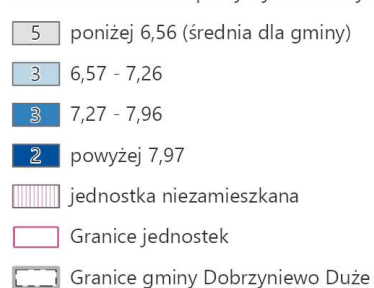 5 poniżej 6,56 (średnia dla gminy)
3 6,57 - 7,26
3 7,27 - 7,96
2 powyżej 7,97
jednostka niezamieszkana
Granice jednostek
Granice gminy Dobrzyniewo Duże